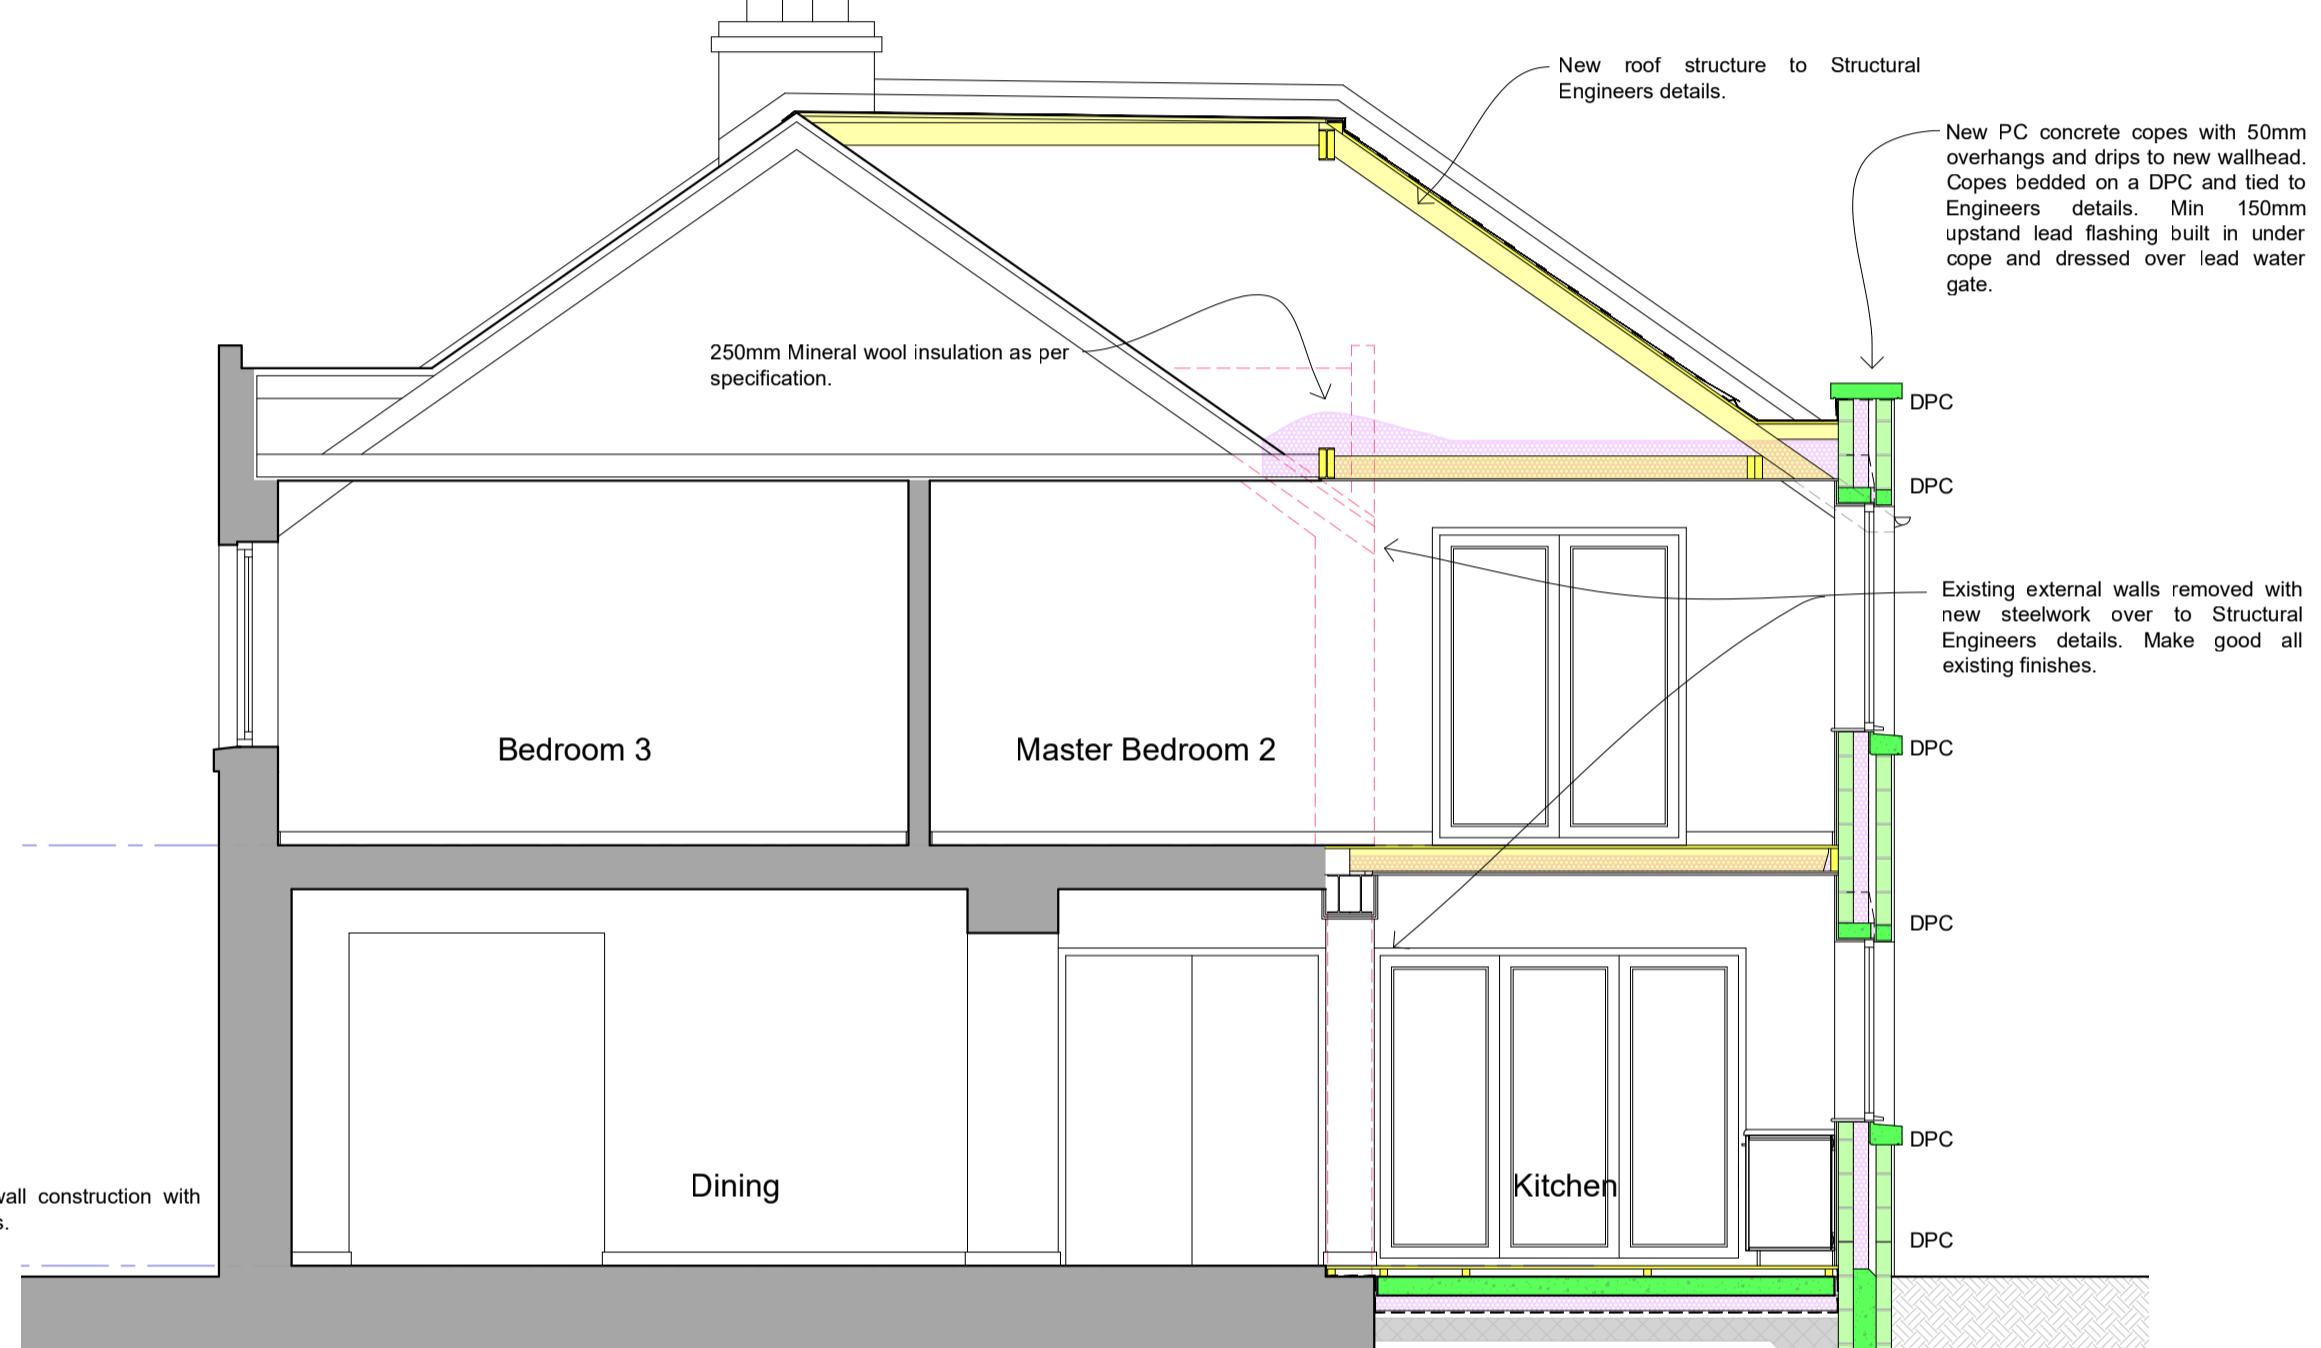 New roof structure to Structural
Engineers details.
New PC concrete copes with 50mm
overhangs and drips to new wallhead.
Copes bedded on a DPC and tied to
Engineers details. Min 150mm
upstand lead flashing built in under
cope and dressed over lead water
gate.
250mm Mineral wool insulation as per
specification.
DPC
DPC
Existing external walls removed with
new steelwork over to Structural
Engineers details. Make good all
existing finishes.
Bedroom 3
Master Bedroom 2
DPC
DPC
DPC
Dining
Kitchen
wall construction with
s.
DPC